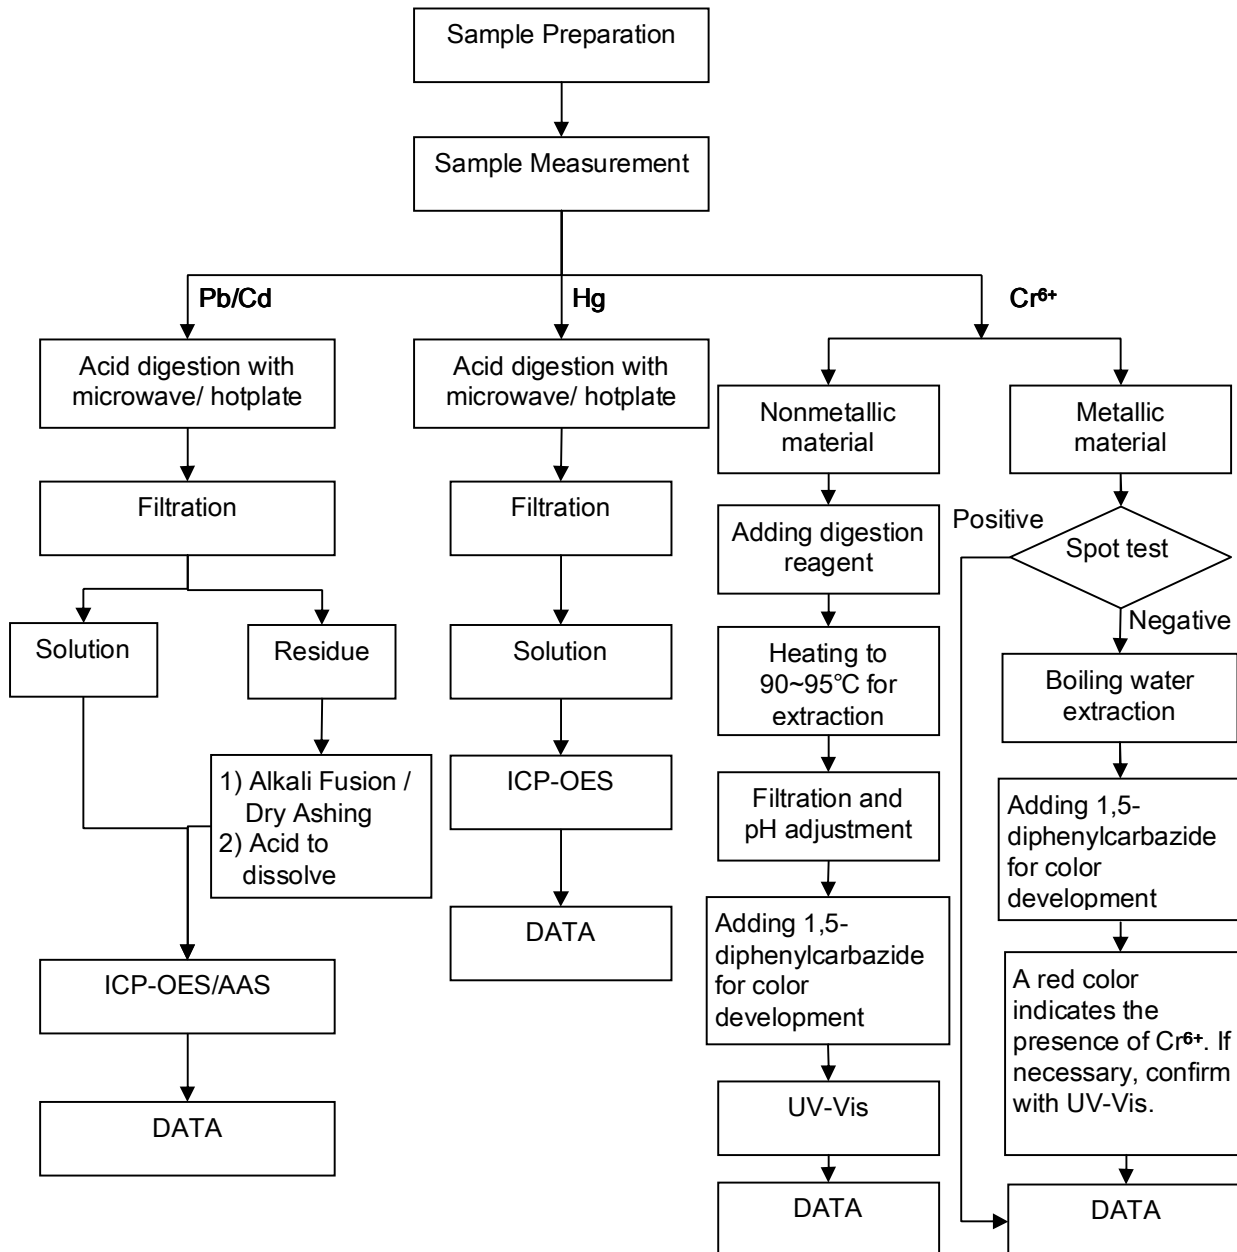 Sample Preparation
Sample Measurement
Pb/Cd
Hg
Cr⁶⁺
Acid digestion with
microwave/ hotplate
Filtration
Solution
Residue
1) Alkali Fusion /
Dry Ashing
2) Acid to
dissolve
ICP-OES/AAS
DATA
Acid digestion with
microwave/ hotplate
Filtration
Solution
ICP-OES
DATA
Nonmetallic
material
Adding digestion
reagent
Heating to
90~95℃ for
extraction
Filtration and
pH adjustment
Adding 1,5-
diphenylcarbazide
for color
development
UV-Vis
DATA
Metallic
material
Positive
Spot test
Negative
Boiling water
extraction
Adding 1,5-
diphenylcarbazide
for color
development
A red color
indicates the
presence of Cr⁶⁺. If
necessary, confirm
with UV-Vis.
DATA